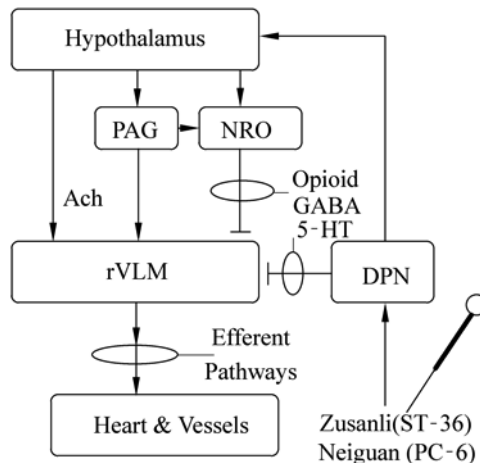 Hypothalamus
PAG
NRO
Ach
Opioid
GABA
5-HT
rVLM
DPN
Efferent
Pathways
Heart & Vessels
Zusanli(ST-36)
Neiguan (PC-6)